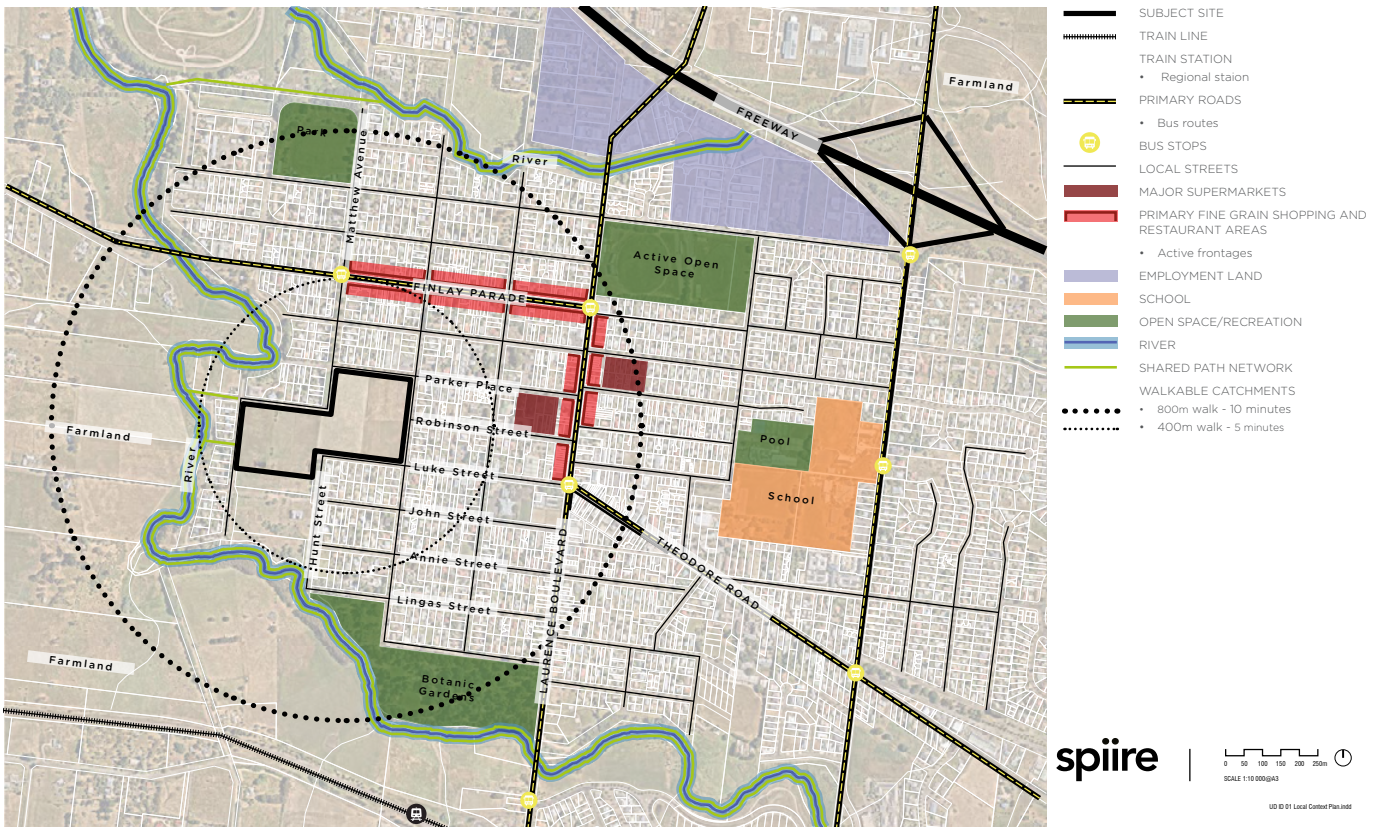 Park
Matthew Avenue
River
FREEWAY
Farmland
Active Open
Space
FINLAY PARADE
Parker Place
Robinson Street
Luke Street
John Street
Annie Street
Lingas Street
Hunt Street
River
Farmland
Farmland
Pool
School
THEODORE ROAD
LAURENCE BOULEVARD
Botanic
Gardens
SUBJECT SITE
TRAIN LINE
TRAIN STATION
• Regional staion
PRIMARY ROADS
• Bus routes
BUS STOPS
LOCAL STREETS
MAJOR SUPERMARKETS
PRIMARY FINE GRAIN SHOPPING AND
RESTAURANT AREAS
• Active frontages
EMPLOYMENT LAND
SCHOOL
OPEN SPACE/RECREATION
RIVER
SHARED PATH NETWORK
WALKABLE CATCHMENTS
• 800m walk - 10 minutes
• 400m walk - 5 minutes
spiire
0 50 100 150 200 250m
SCALE 1:10 000@A3
UD ID 01 Local Context Plan.indd